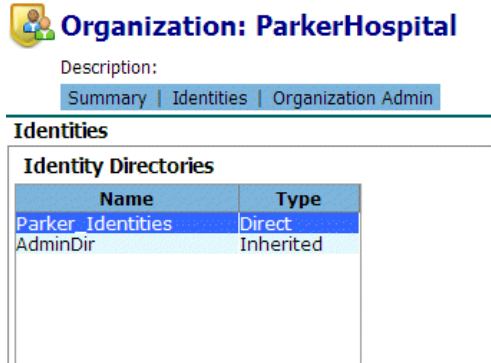 Organization: ParkerHospital
Description:
Summary | Identities | Organization Admin
Identities
Identity Directories
Name Type
Parker_Identities Direct
AdminDir Inherited